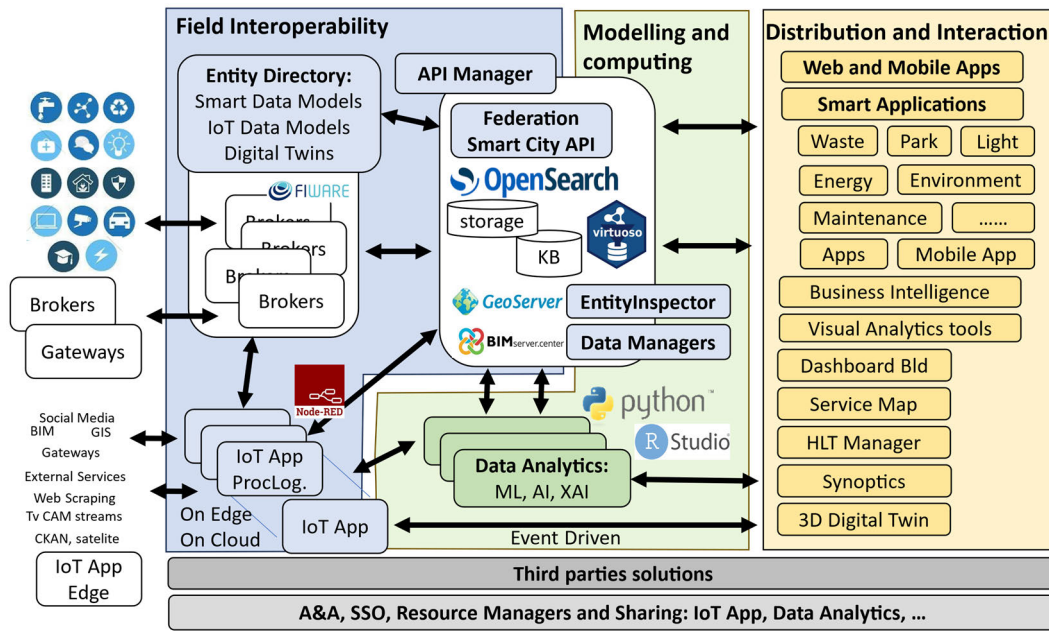 Field Interoperability
Entity Directory:
Smart Data Models
IoT Data Models
Digital Twins
FIWARE
Brokers
Brokers
Brokers
Brokers
Brokers
Gateways
API Manager
Federation
Smart City API
OpenSearch
storage
KB
virtuoso
GeoServer
EntityInspector
BIMserver.center
Data Managers
Modelling and
computing
python™
R Studio
Data Analytics:
ML, AI, XAI
Node-RED
IoT App
ProcLog.
IoT App
On Edge
On Cloud
Event Driven
Social Media
BIM GIS
Gateways
External Services
Web Scraping
Tv CAM streams
CKAN, satelite
IoT App
Edge
Distribution and Interaction
Web and Mobile Apps
Smart Applications
Waste
Park
Light
Energy
Environment
Maintenance
......
Apps
Mobile App
Business Intelligence
Visual Analytics tools
Dashboard Bld
Service Map
HLT Manager
Synoptics
3D Digital Twin
Third parties solutions
A&A, SSO, Resource Managers and Sharing: IoT App, Data Analytics, ...